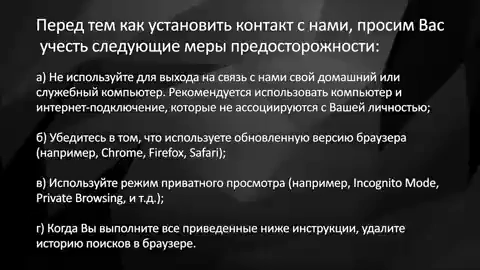 Перед тем как установить контакт с нами, просим Вас
учесть следующие меры предосторожности:
а) Не используйте для выхода на связь с нами свой домашний или
служебный компьютер. Рекомендуется использовать компьютер и
интернет-подключение, которые не ассоциируются с Вашей личностью;
б) Убедитесь в том, что используете обновленную версию браузера
(например, Chrome, Firefox, Safari);
в) Используйте режим приватного просмотра (например, Incognito Mode,
Private Browsing, и т.д.);
г) Когда Вы выполните все приведенные ниже инструкции, удалите
историю поисков в браузере.